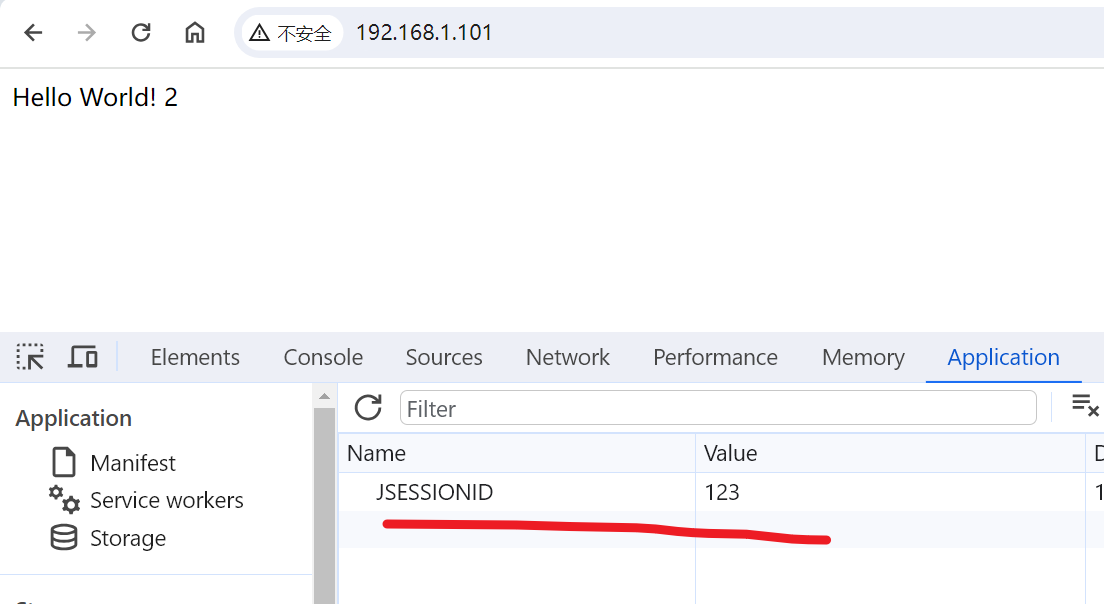 不安全 192.168.1.101
Hello World! 2
Elements Console Sources Network Performance Memory Application
Application
Manifest
Service workers
Storage
Filter
Name Value
JSESSIONID 123